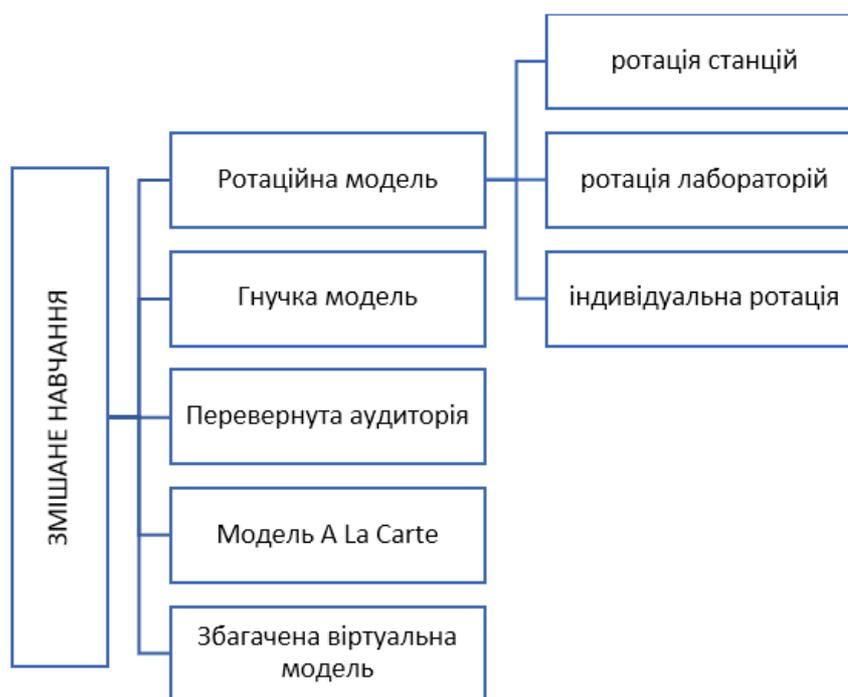 ЗМІШАНЕ НАВЧАННЯ
Ротаційна модель
Гнучка модель
Перевернута аудиторія
Модель A La Carte
Збагачена віртуальна
модель
ротація станцій
ротація лабораторій
індивідуальна ротація